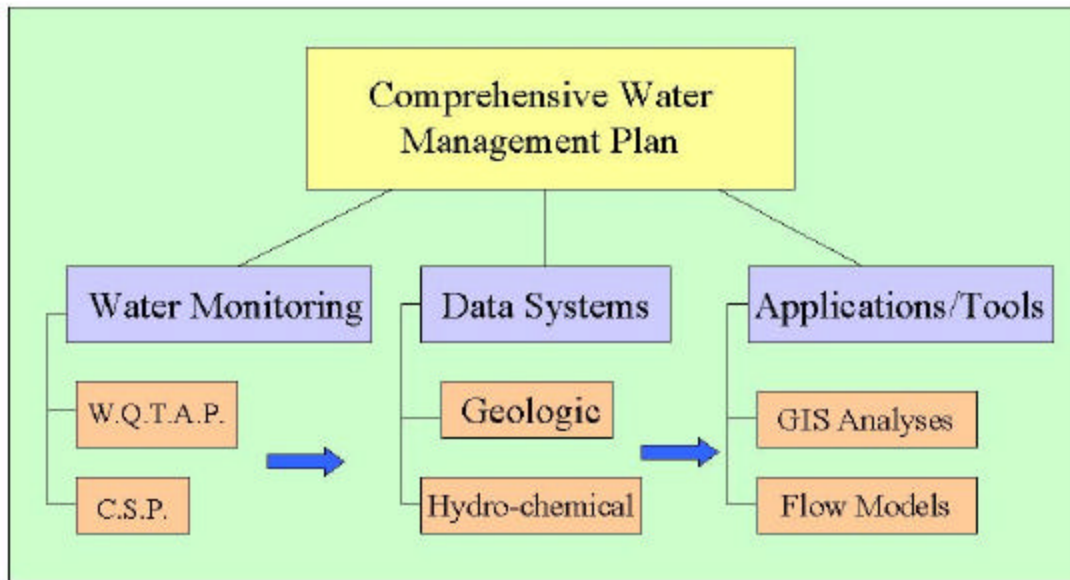 Comprehensive Water
Management Plan
Water Monitoring
W.Q.T.A.P.
C.S.P.
Data Systems
Geologic
Hydro-chemical
Applications/Tools
GIS Analyses
Flow Models